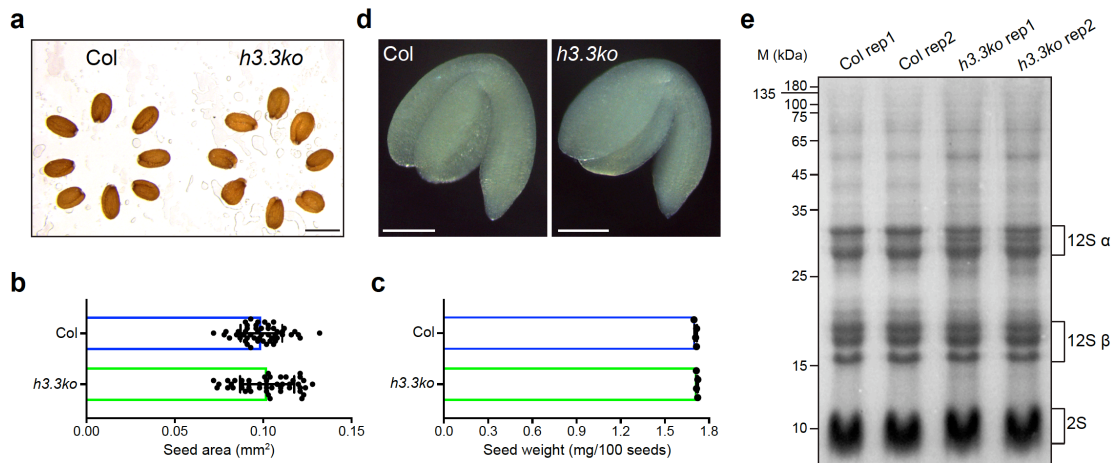 a
Col
h3.3ko
b
Col
h3.3ko
0.00
0.05
0.10
0.15
Seed area (mm²)
c
Col
h3.3ko
0.0
0.3
0.6
0.9
1.2
1.5
1.8
Seed weight (mg/100 seeds)
d
Col
h3.3ko
e
M (kDa)
Col rep1
Col rep2
h3.3ko rep1
h3.3ko rep2
180
135
100
75
65
45
35
25
15
10
12S α
12S β
2S